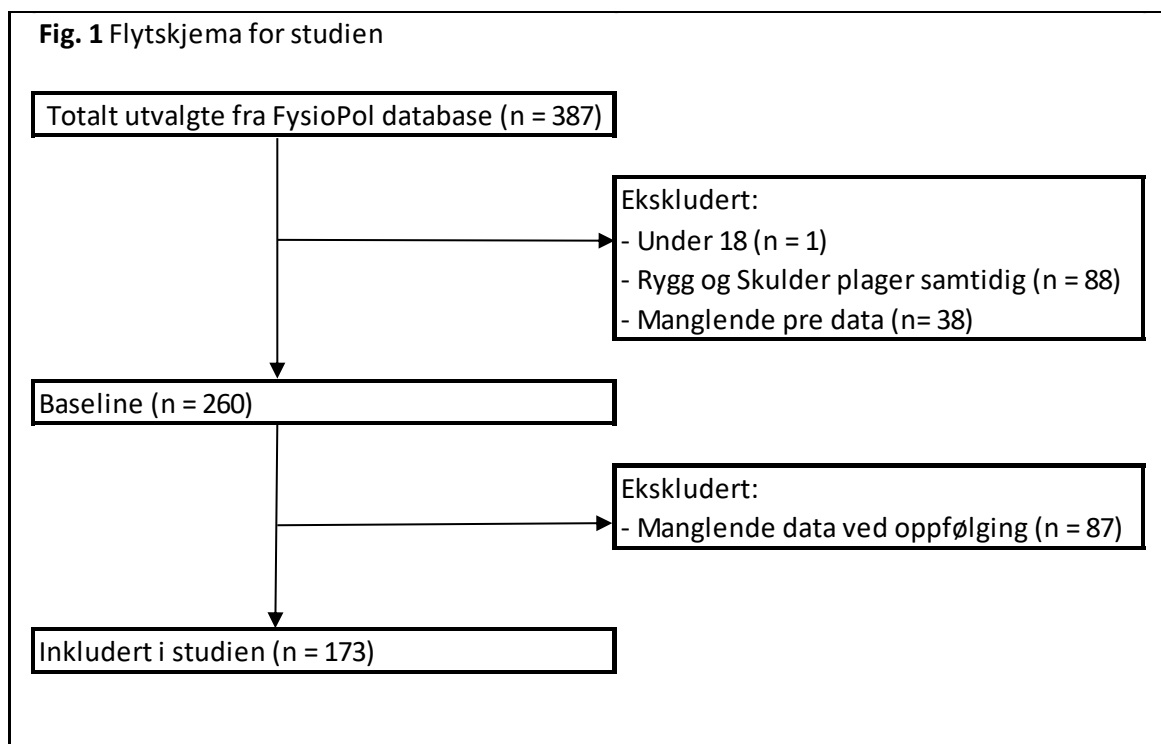 Fig. 1 Flytskjema for studien
Totalt utvalgte fra FysioPol database (n = 387)
Ekskludert:
- Under 18 (n = 1)
- Rygg og Skulder plager samtidig (n = 88)
- Manglende pre data (n= 38)
Baseline (n = 260)
Ekskludert:
- Manglende data ved oppfølging (n = 87)
Inkludert i studien (n = 173)